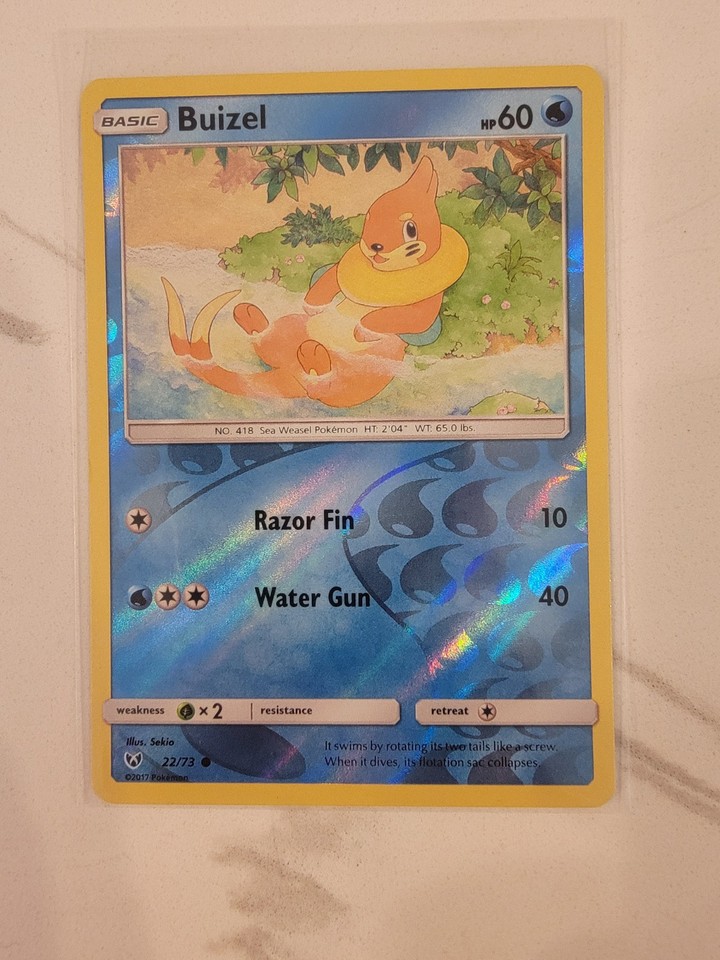 BASIC Buizel HP 60
NO. 418 Sea Weasel Pokémon HT: 2'04" WT: 65.0 lbs.
Razor Fin 10
Water Gun 40
weakness ×2 resistance retreat
Illus. Sekio
22/73
©2017 Pokémon
It swims by rotating its two tails like a screw.
When it dives, its flotation sac collapses.